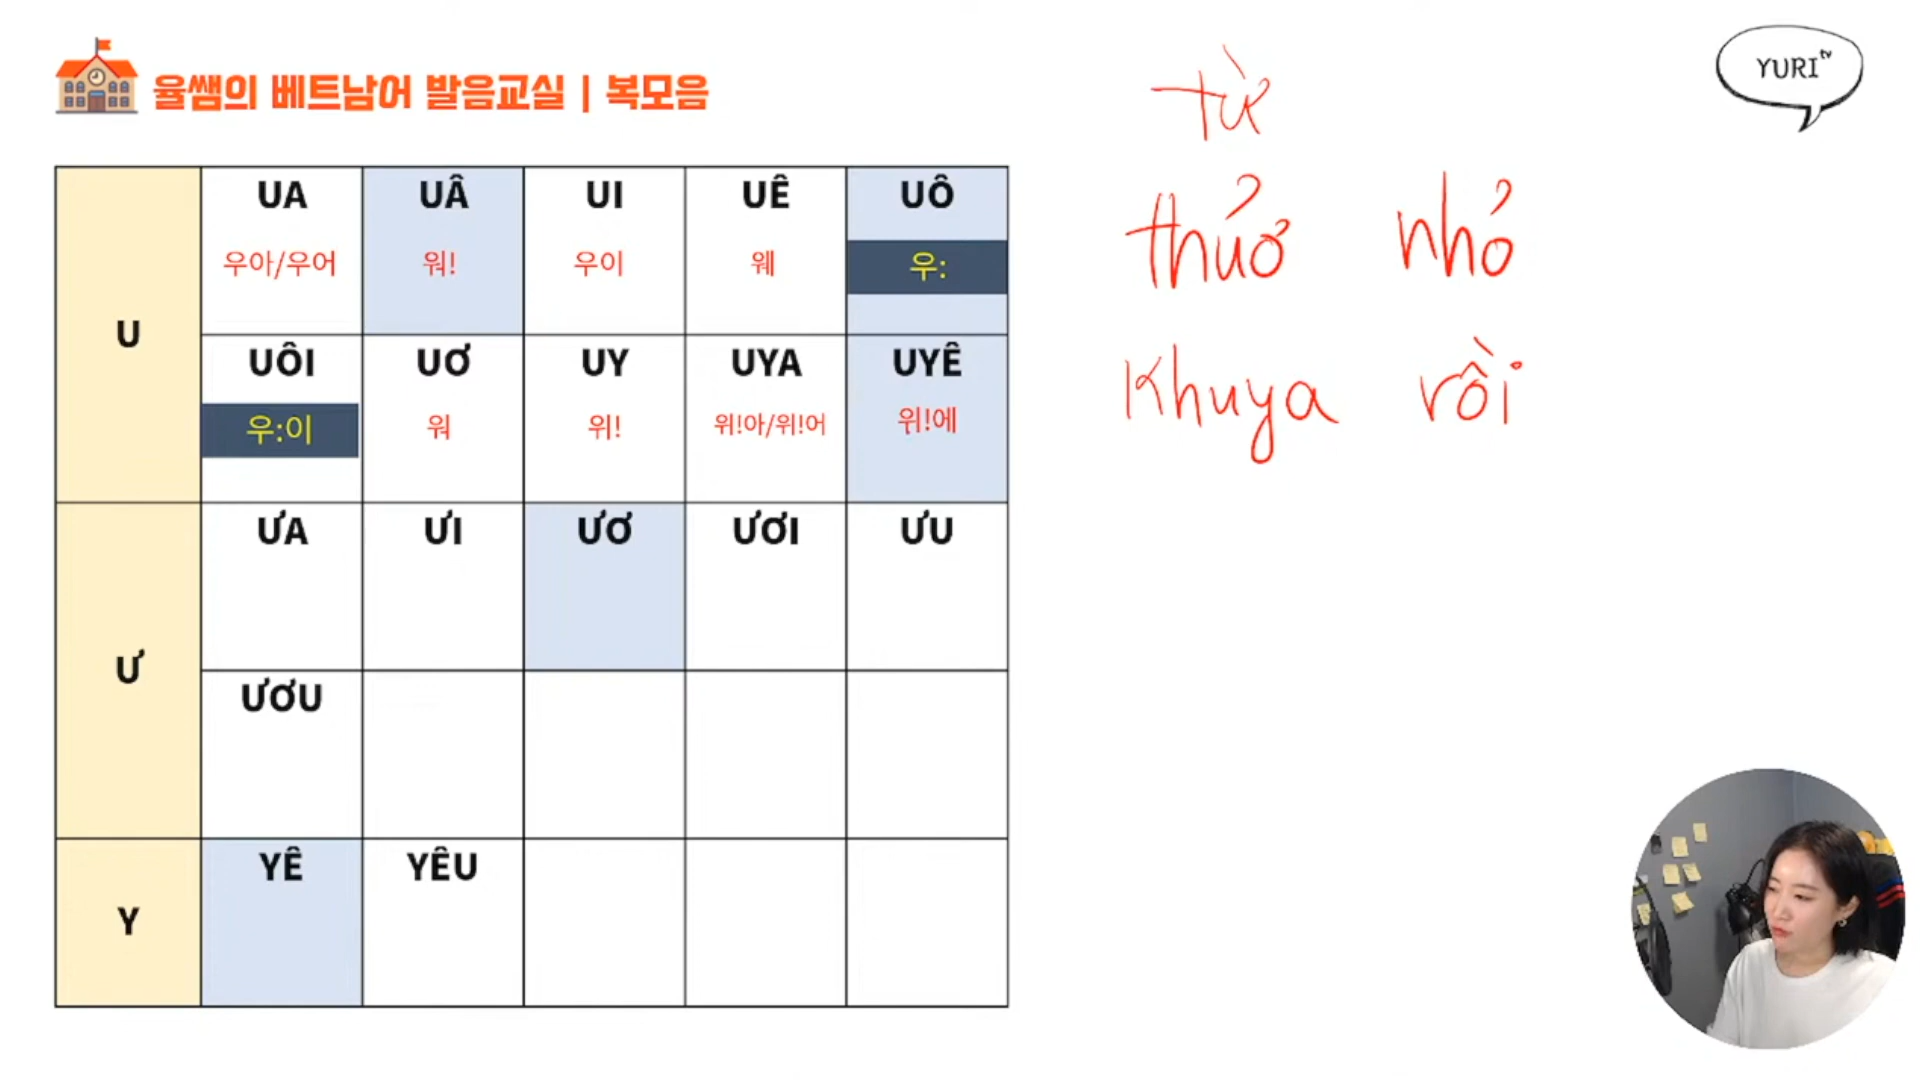 율쌤의 베트남어 발음교실 | 복모음
YURI tv
từ
thuở nhỏ
Khuya rồi
U
UA UÂ UI UÊ UÔ
우아/우어 워! 우이 웨 우:
UÔI UƠ UY UYA UYÊ
우:이 워 위! 위!아/위!어 위!에
Ư
ƯA ƯI ƯƠ ƯƠI ƯU
ƯƠU
Y
YÊ YÊU